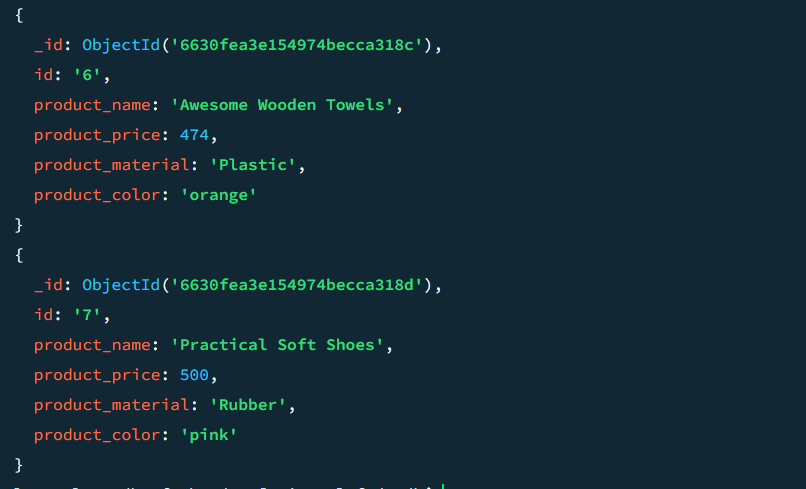 {
_id: ObjectId('6630fea3e154974becca318c'),
id: '6',
product_name: 'Awesome Wooden Towels',
product_price: 474,
product_material: 'Plastic',
product_color: 'orange'
}
{
_id: ObjectId('6630fea3e154974becca318d'),
id: '7',
product_name: 'Practical Soft Shoes',
product_price: 500,
product_material: 'Rubber',
product_color: 'pink'
}